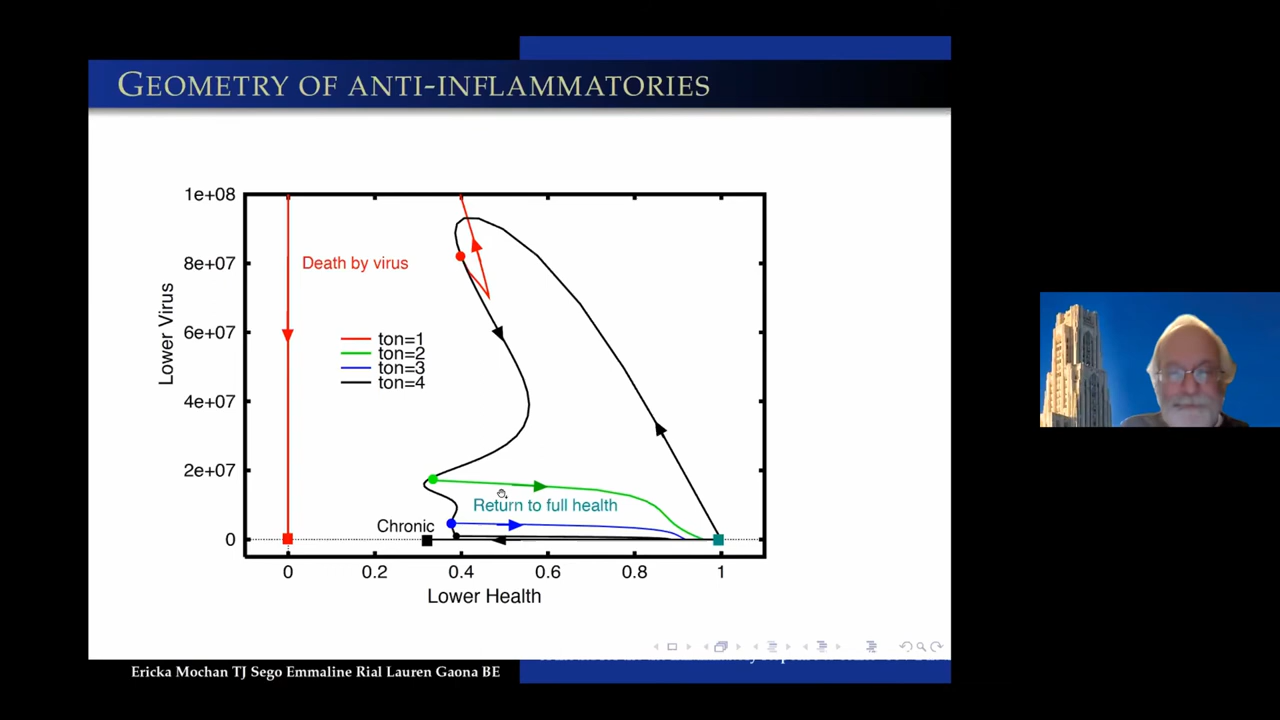 GEOMETRY OF ANTI-INFLAMMATORIES
1e+08
8e+07
6e+07
4e+07
2e+07
0
Lower Virus
Death by virus
ton=1
ton=2
ton=3
ton=4
Return to full health
Chronic
0 0.2 0.4 0.6 0.8 1
Lower Health
Ericka Mochan TJ Sego Emmaline Rial Lauren Gaona BE